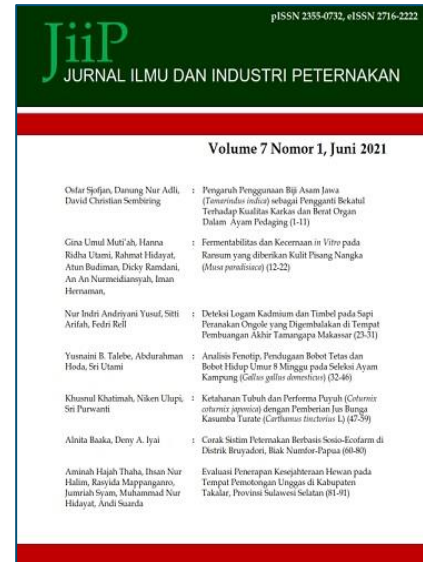 pISSN 2355-0732, eISSN 2716-2222
JiiP
JURNAL ILMU DAN INDUSTRI PETERNAKAN
Volume 7 Nomor 1, Juni 2021
Osfar Sjofjan, Danung Nur Adli, : Pengaruh Penggunaan Biji Asam Jawa
David Christian Sembiring (Tamarindus indica) sebagai Pengganti Bekatul
Terhadap Kualitas Karkas dan Berat Organ
Dalam Ayam Pedaging (1-11)
Gina Umul Muti'ah, Hanna : Fermentabilitas dan Kecernaan in Vitro pada
Ridha Utami, Rahmat Hidayat, Ransum yang diberikan Kulit Pisang Nangka
Atun Budiman, Dicky Ramdani, (Musa paradisiaca) (12-22)
An An Nurmeidiansyah, Iman
Hernaman,
Nur Indri Andriyani Yusuf, Sitti : Deteksi Logam Kadmium dan Timbel pada Sapi
Arifah, Fedri Rell Peranakan Ongole yang Digembalakan di Tempat
Pembuangan Akhir Tamangapa Makassar (23-31)
Yusnaini B. Talebe, Abdurahman : Analisis Fenotip, Pendugaan Bobot Tetas dan
Hoda, Sri Utami Bobot Hidup Umur 8 Minggu pada Seleksi Ayam
Kampung (Gallus gallus domesticus) (32-46)
Khusnul Khatimah, Niken Ulupi, : Ketahanan Tubuh dan Performa Puyuh (Coturnix
Sri Purwanti coturnix japonica) dengan Pemberian Jus Bunga
Kasumba Turate (Carthamus tinctorius L) (47-59)
Alnita Baaka, Deny A. Iyai : Corak Sistim Peternakan Berbasis Sosio-Ecofarm di
Distrik Bruyadori, Biak Numfor-Papua (60-80)
Aminah Hajah Thaha, Ihsan Nur Evaluasi Penerapan Kesejahteraan Hewan pada
Halim, Rasyida Mappanganro, Tempat Pemotongan Unggas di Kabupaten
Jumriah Syam, Muhammad Nur Takalar, Provinsi Sulawesi Selatan (81-91)
Hidayat, Andi Suarda